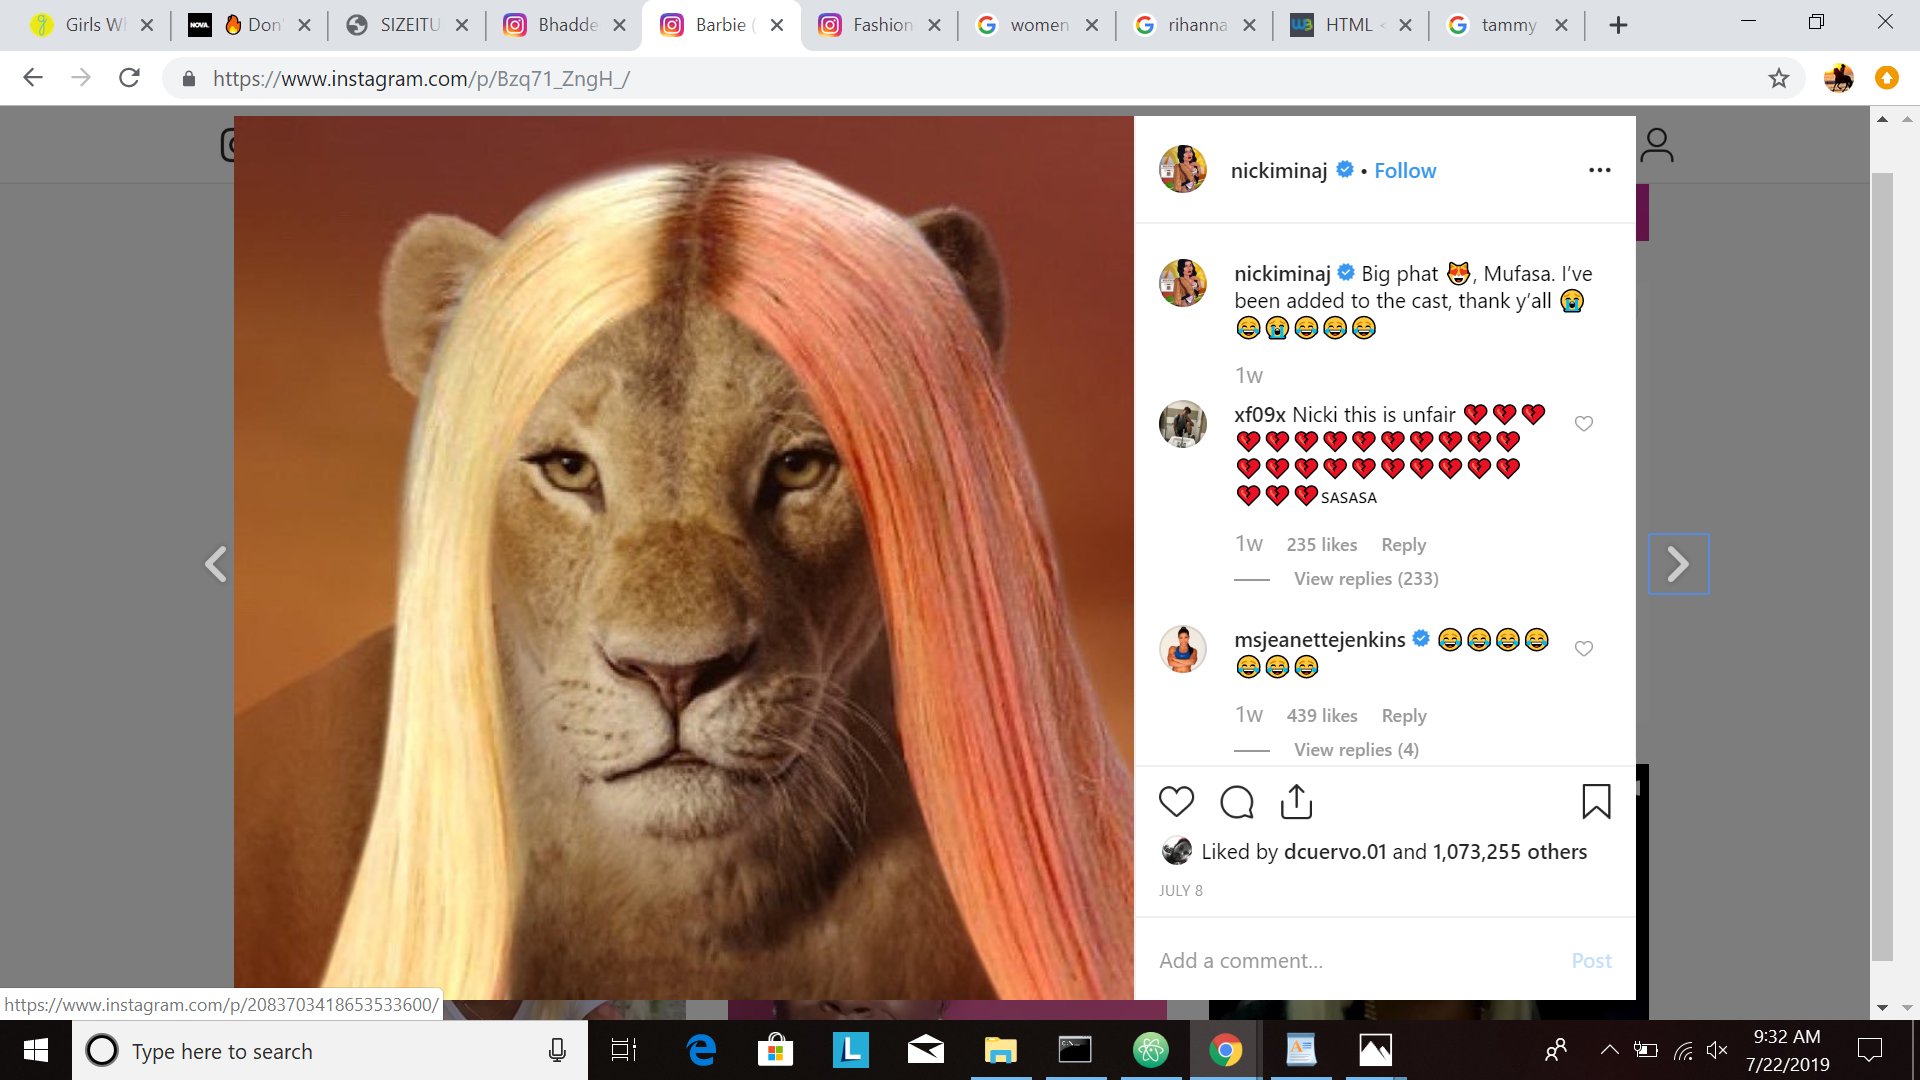 Girls W
NOVA.
🔥 Don'
SIZEITU
Bhadde
Barbie (
Fashion
women
rihanna
HTML <
tammy
https://www.instagram.com/p/Bzq71_ZngH_/
nickiminaj • Follow
nickiminaj Big phat 😻, Mufasa. I've
been added to the cast, thank y'all 😭
😂😭😂😂😂
1w
xf09x Nicki this is unfair 💔💔💔
💔💔💔💔💔💔💔💔💔💔
💔💔💔💔💔💔💔💔💔💔
💔💔💔SASASA
1w 235 likes Reply
View replies (233)
msjeanettejenkins 😂😂😂😂
😂😂😂
1w 439 likes Reply
View replies (4)
Liked by dcuervo.01 and 1,073,255 others
JULY 8
Add a comment... Post
https://www.instagram.com/p/2083703418653533600/
Type here to search
L
9:32 AM
7/22/2019